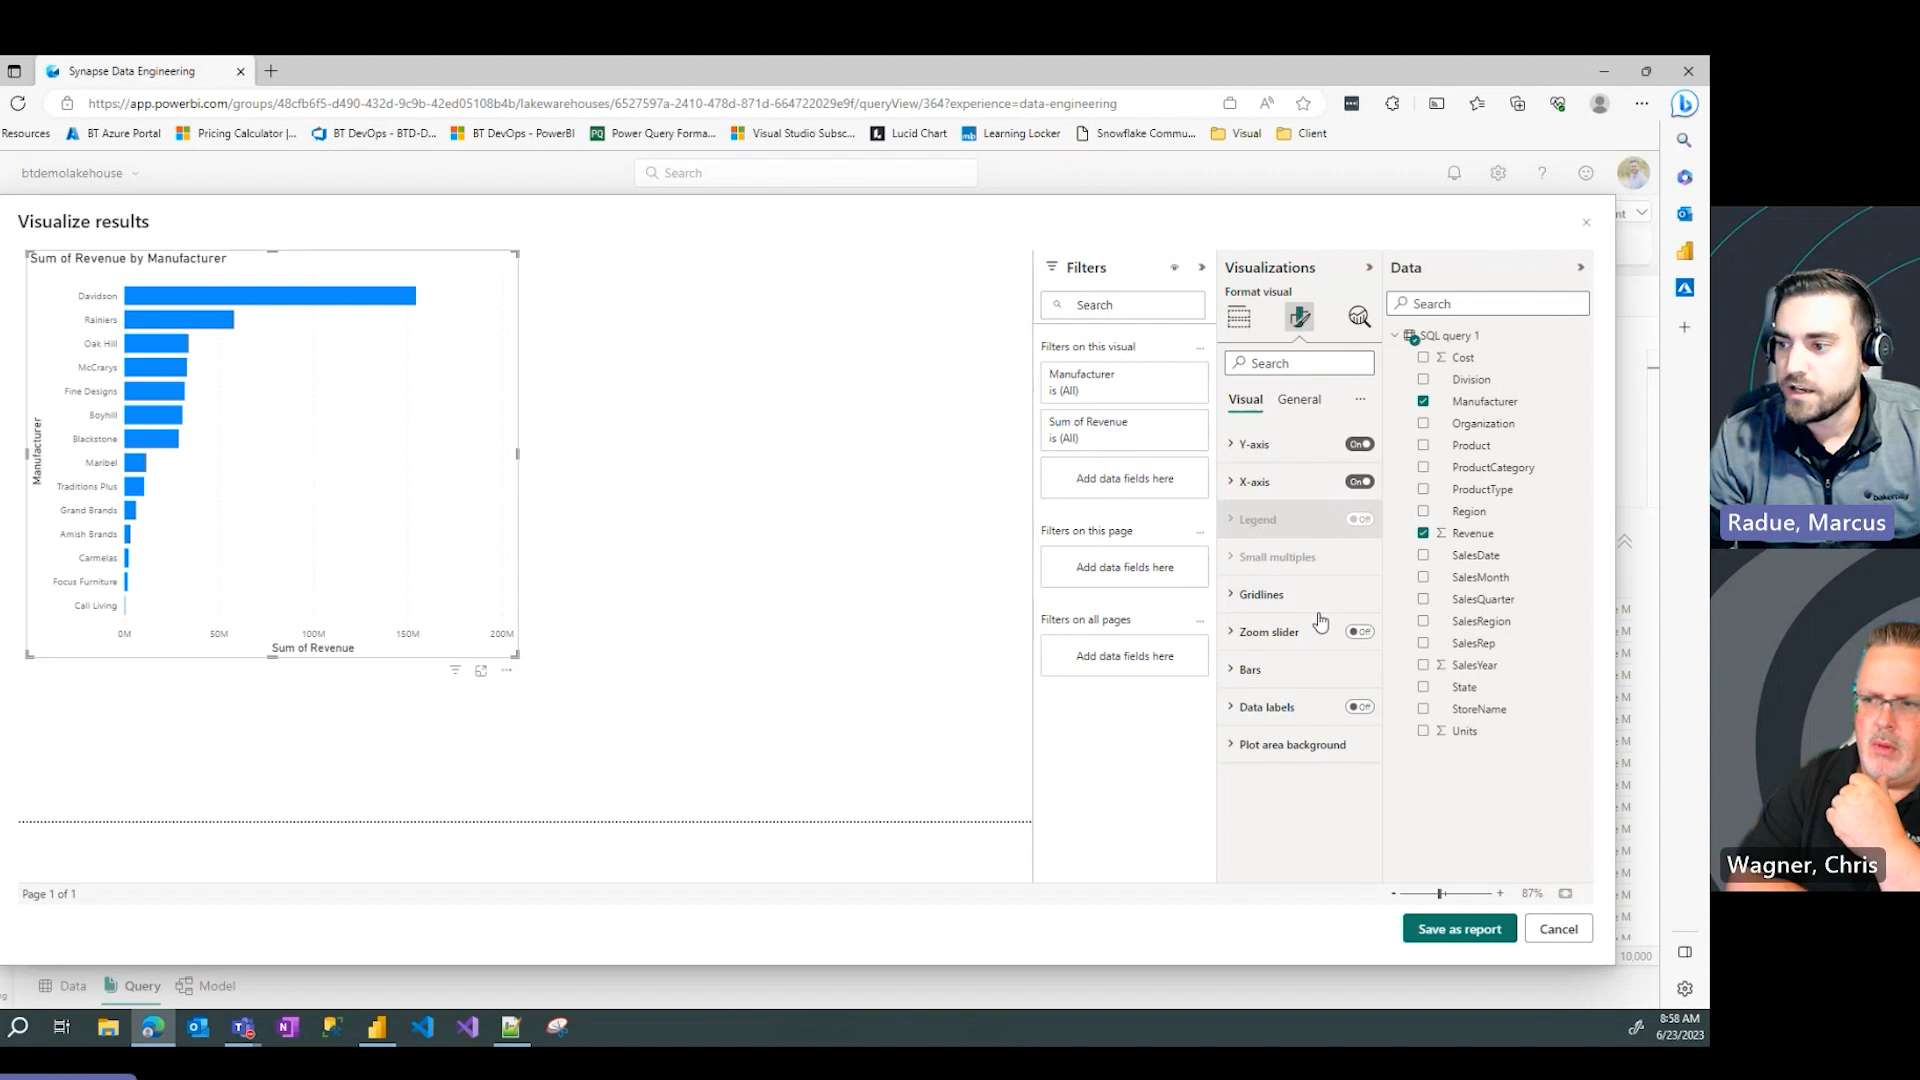 Synapse Data Engineering
https://app.powerbi.com/groups/48cfb6f5-d490-432d-9c9b-42ed05108b4b/lakewarehouses/6527597a-2410-478d-871d-664722029e9f/queryView/364?experience=data-engineering
Resources BT Azure Portal Pricing Calculator |... BT DevOps - BTD-D... BT DevOps - PowerBI Power Query Forma... Visual Studio Subsc... Lucid Chart Learning Locker Snowflake Commu... Visual Client
btdemolakehouse
Search
Visualize results
Sum of Revenue by Manufacturer
Davidson
Rainiers
Oak Hill
McCrarys
Fine Designs
Boyhill
Blackstone
Maribel
Traditions Plus
Grand Brands
Amish Brands
Carmelas
Focus Furniture
Call Living
Manufacturer
0M 50M 100M 150M 200M
Sum of Revenue
Filters
Search
Filters on this visual
Manufacturer
is (All)
Sum of Revenue
is (All)
Add data fields here
Filters on this page
Add data fields here
Filters on all pages
Add data fields here
Visualizations
Format visual
Search
Visual General
Y-axis On
X-axis On
Legend Off
Small multiples
Gridlines
Zoom slider Off
Bars
Data labels Off
Plot area background
Data
Search
SQL query 1
Cost
Division
Manufacturer
Organization
Product
ProductCategory
ProductType
Region
Revenue
SalesDate
SalesMonth
SalesQuarter
SalesRegion
SalesRep
SalesYear
State
StoreName
Units
Page 1 of 1
87%
Save as report Cancel
10,000
Data Query Model
8:58 AM
6/23/2023
Radue, Marcus
Wagner, Chris